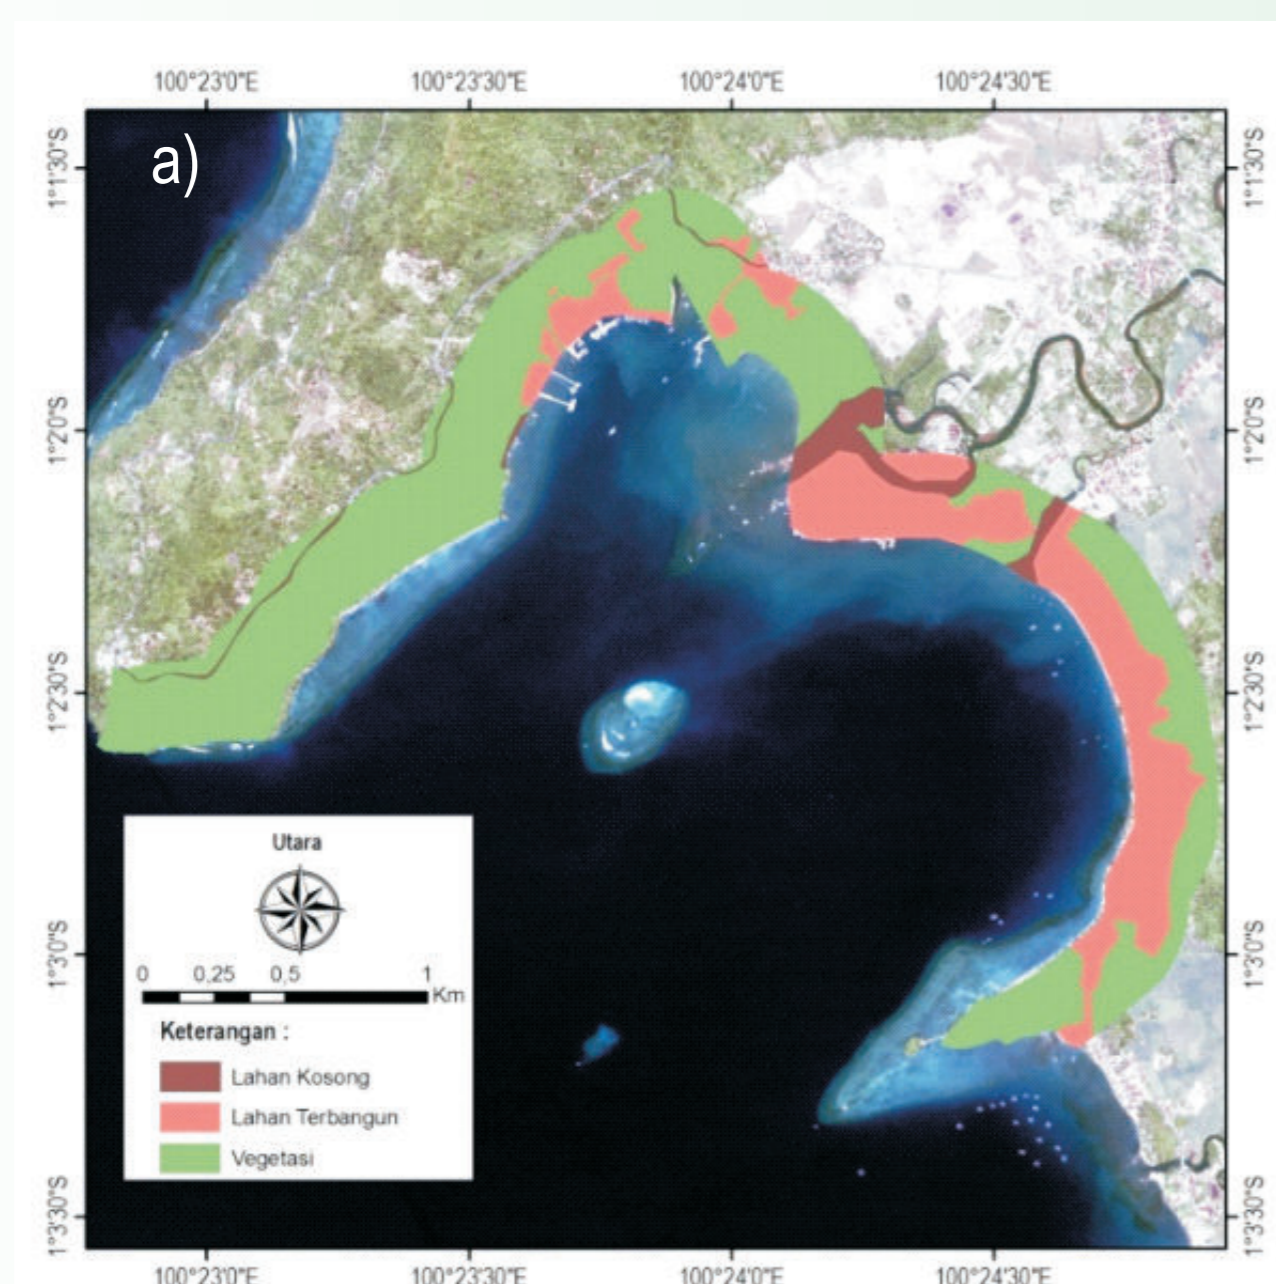 100°23'0"E 100°23'30"E 100°24'0"E 100°24'30"E
a)
1°1'30"S 1°1'30"S
1°2'0"S 1°2'0"S
1°2'30"S 1°2'30"S
Utara
1°3'0"S 1°3'0"S
0 0,25 0,5 1
Km
Keterangan :
Lahan Kosong
Lahan Terbangun
Vegetasi
1°3'30"S 1°3'30"S
100°23'0"E 100°23'30"E 100°24'0"E 100°24'30"E